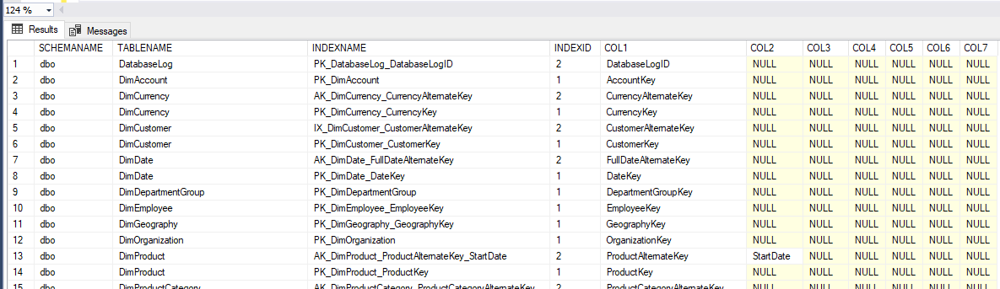 124 %
Results Messages
SCHEMANAME TABLENAME INDEXNAME INDEXID COL1 COL2 COL3 COL4 COL5 COL6 COL7
1 dbo DatabaseLog PK_DatabaseLog_DatabaseLogID 2 DatabaseLogID NULL NULL NULL NULL NULL NULL
2 dbo DimAccount PK_DimAccount 1 AccountKey NULL NULL NULL NULL NULL NULL
3 dbo DimCurrency AK_DimCurrency_CurrencyAlternateKey 2 CurrencyAlternateKey NULL NULL NULL NULL NULL NULL
4 dbo DimCurrency PK_DimCurrency_CurrencyKey 1 CurrencyKey NULL NULL NULL NULL NULL NULL
5 dbo DimCustomer IX_DimCustomer_CustomerAlternateKey 2 CustomerAlternateKey NULL NULL NULL NULL NULL NULL
6 dbo DimCustomer PK_DimCustomer_CustomerKey 1 CustomerKey NULL NULL NULL NULL NULL NULL
7 dbo DimDate AK_DimDate_FullDateAlternateKey 2 FullDateAlternateKey NULL NULL NULL NULL NULL NULL
8 dbo DimDate PK_DimDate_DateKey 1 DateKey NULL NULL NULL NULL NULL NULL
9 dbo DimDepartmentGroup PK_DimDepartmentGroup 1 DepartmentGroupKey NULL NULL NULL NULL NULL NULL
10 dbo DimEmployee PK_DimEmployee_EmployeeKey 1 EmployeeKey NULL NULL NULL NULL NULL NULL
11 dbo DimGeography PK_DimGeography_GeographyKey 1 GeographyKey NULL NULL NULL NULL NULL NULL
12 dbo DimOrganization PK_DimOrganization 1 OrganizationKey NULL NULL NULL NULL NULL NULL
13 dbo DimProduct AK_DimProduct_ProductAlternateKey_StartDate 2 ProductAlternateKey StartDate NULL NULL NULL NULL NULL
14 dbo DimProduct PK_DimProduct_ProductKey 1 ProductKey NULL NULL NULL NULL NULL NULL
15 dbo DimProductCategory AK_DimProductCategory_ProductCategoryAlternateKey 2 ProductCategoryAlternateKey NULL NULL NULL NULL NULL NULL